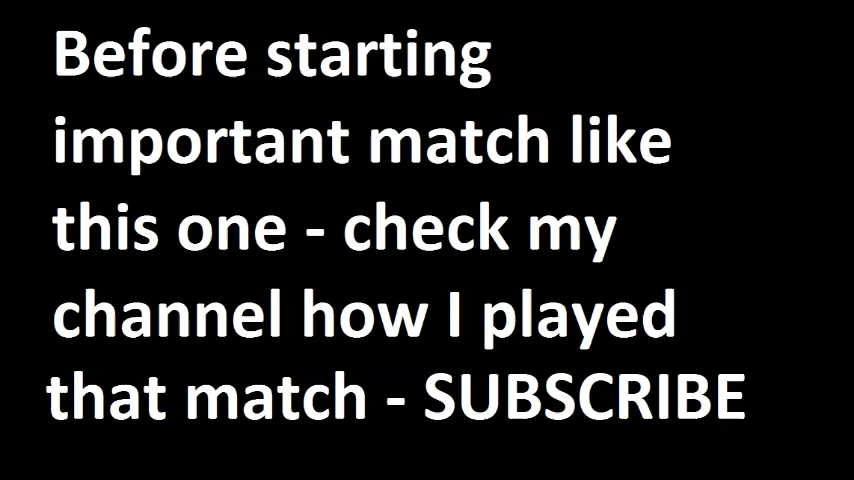 Before starting
important match like
this one - check my
channel how I played
that match - SUBSCRIBE